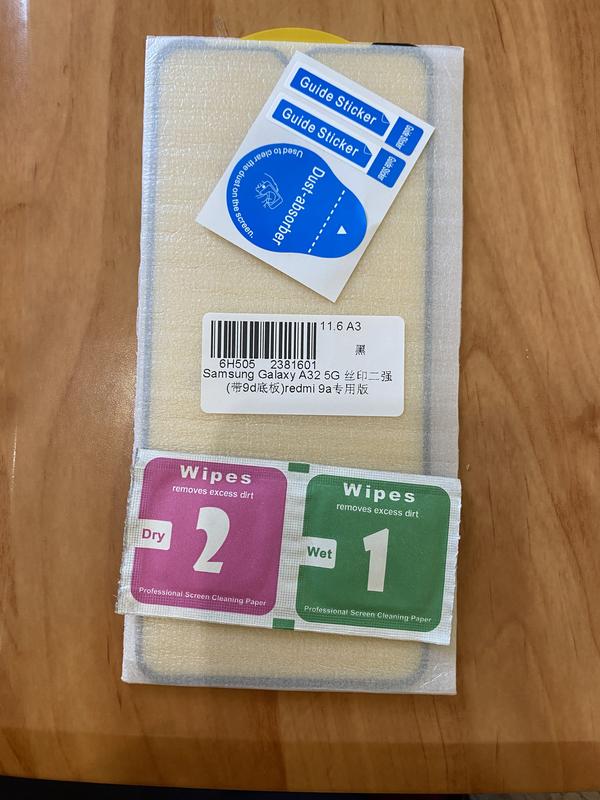 Guide Sticker
Guide Sticker
Guide Sticker
Guide Sticker
Dust-absorber
Used to clear the dust on the screen.
11.6 A3
黑
6H505 2381601
Samsung Galaxy A32 5G 丝印二强
(带9d底板)redmi 9a专用版
Wipes
removes excess dirt
Dry
2
Professional Screen Cleaning Paper
Wipes
removes excess dirt
Wet
1
Professional Screen Cleaning Paper